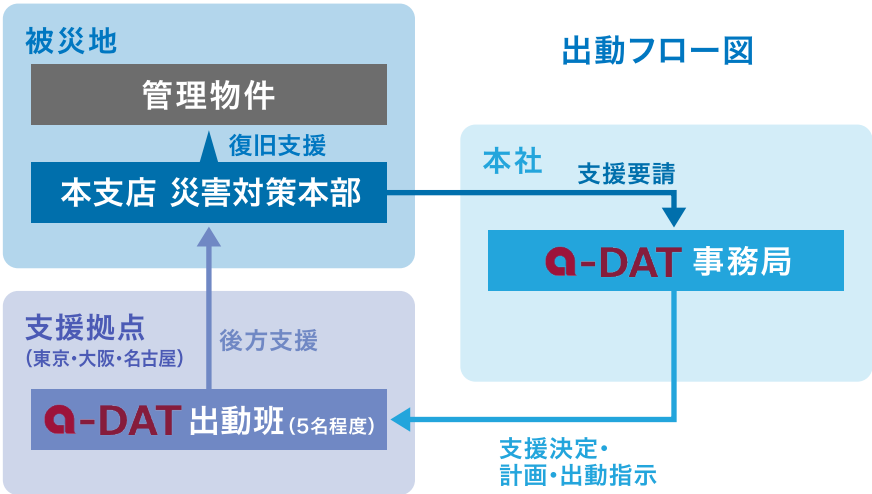 出動フロー図
被災地
管理物件
復旧支援
本支店 災害対策本部
本社
支援要請
a-DAT 事務局
支援拠点
（東京・大阪・名古屋）
後方支援
a-DAT 出動班（5名程度）
支援決定・
計画・出動指示